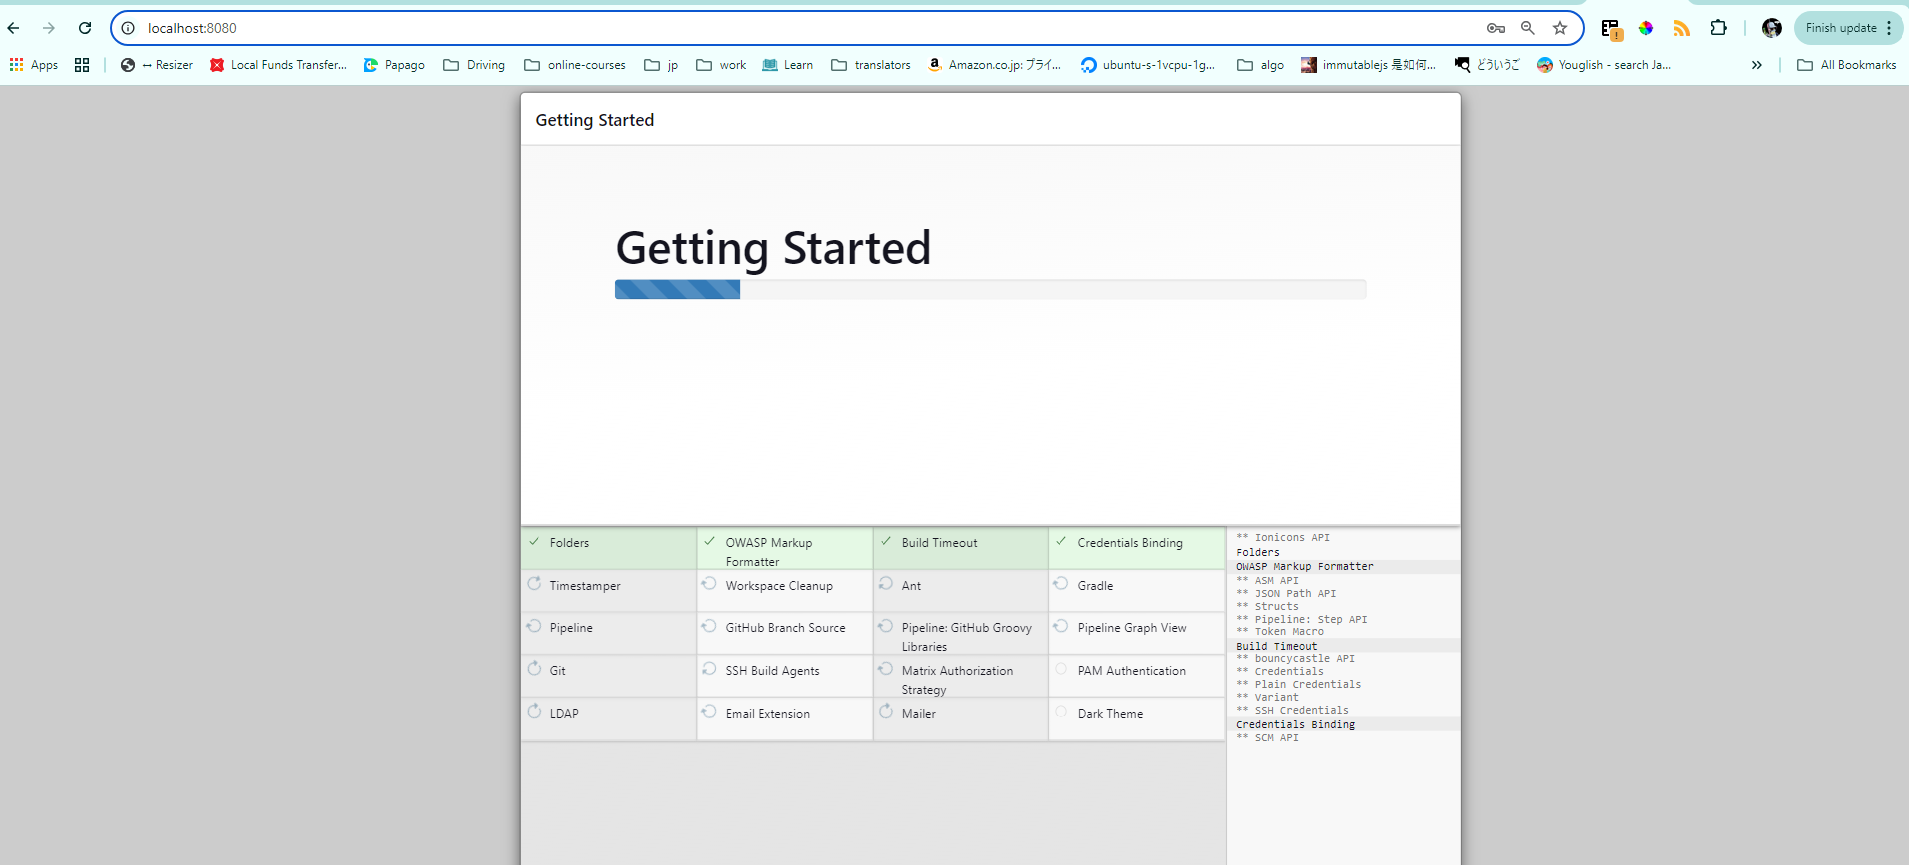 localhost:8080
Finish update
Apps
↔ Resizer
Local Funds Transfer...
Papago
Driving
online-courses
jp
work
Learn
translators
Amazon.co.jp: プライ...
ubuntu-s-1vcpu-1g...
algo
immutablejs 是如何...
どういうご
Youglish - search Ja...
»
All Bookmarks
Getting Started
Getting Started
Folders
OWASP Markup
Formatter
Build Timeout
Credentials Binding
Timestamper
Workspace Cleanup
Ant
Gradle
Pipeline
GitHub Branch Source
Pipeline: GitHub Groovy
Libraries
Pipeline Graph View
Git
SSH Build Agents
Matrix Authorization
Strategy
PAM Authentication
LDAP
Email Extension
Mailer
Dark Theme
** Ionicons API
Folders
OWASP Markup Formatter
** ASM API
** JSON Path API
** Structs
** Pipeline: Step API
** Token Macro
Build Timeout
** bouncycastle API
** Credentials
** Plain Credentials
** Variant
** SSH Credentials
Credentials Binding
** SCM API